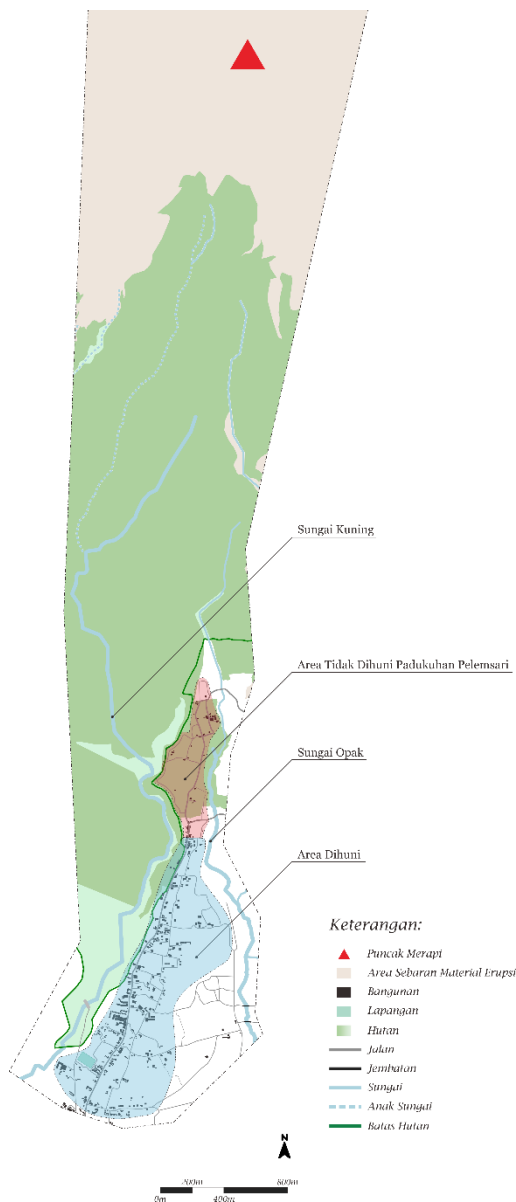 Sungai Kuning
Area Tidak Dihuni Padukuhan Pelemsari
Sungai Opak
Area Dihuni
Keterangan:
Puncak Merapi
Area Sebaran Material Erupsi
Bangunan
Lapangan
Hutan
Jalan
Jembatan
Sungai
Anak Sungai
Batas Hutan
N
200m 800m
0m 400m